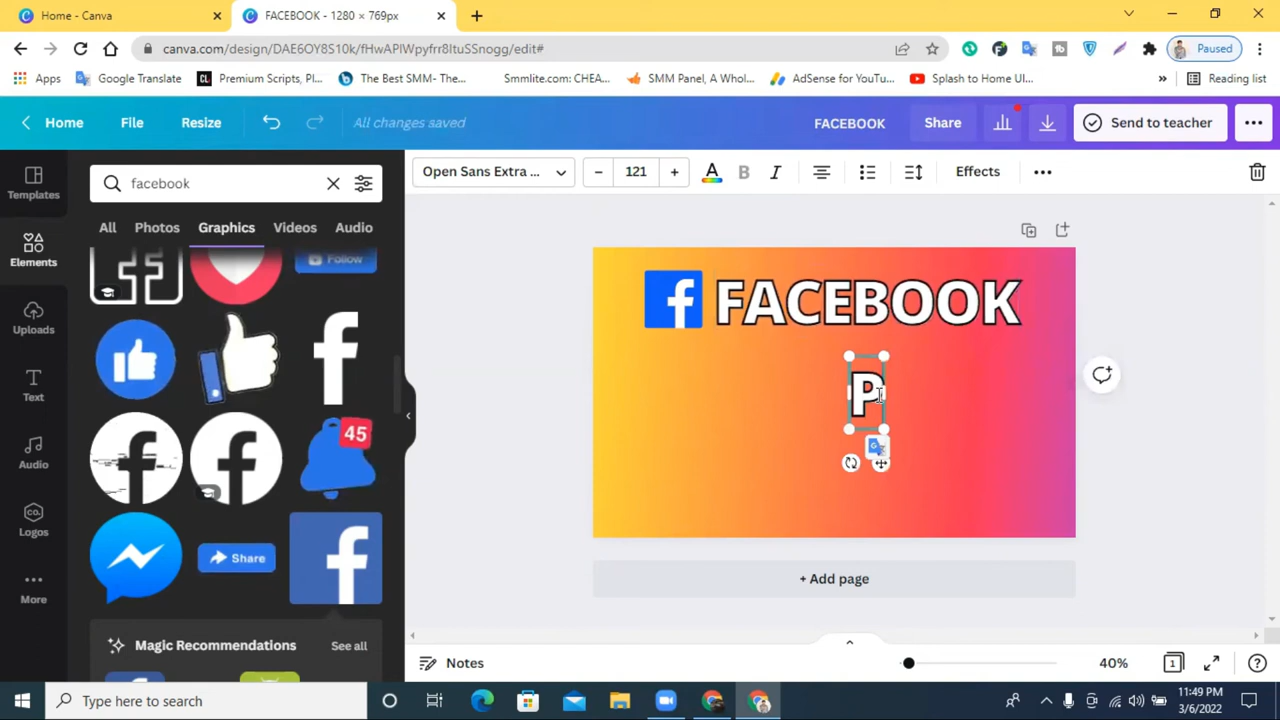 Home - Canva
FACEBOOK - 1280 × 769px
canva.com/design/DAE6OY8S10k/fHwAPlWpyfrr8ItuSSnogg/edit#
Paused
Apps
Google Translate
Premium Scripts, Pl...
The Best SMM- The...
Smmlite.com: CHEA...
SMM Panel, A Whol...
AdSense for YouTu...
Splash to Home UI...
»
Reading list
Home
File
Resize
All changes saved
FACEBOOK
Share
Send to teacher
Templates
Elements
Uploads
Text
Audio
Logos
More
facebook
All
Photos
Graphics
Videos
Audio
Follow
45
Share
Magic Recommendations
See all
Open Sans Extra ...
121
A
B
I
Effects
FACEBOOK
P
+ Add page
Notes
40%
1
Type here to search
11:49 PM
3/6/2022